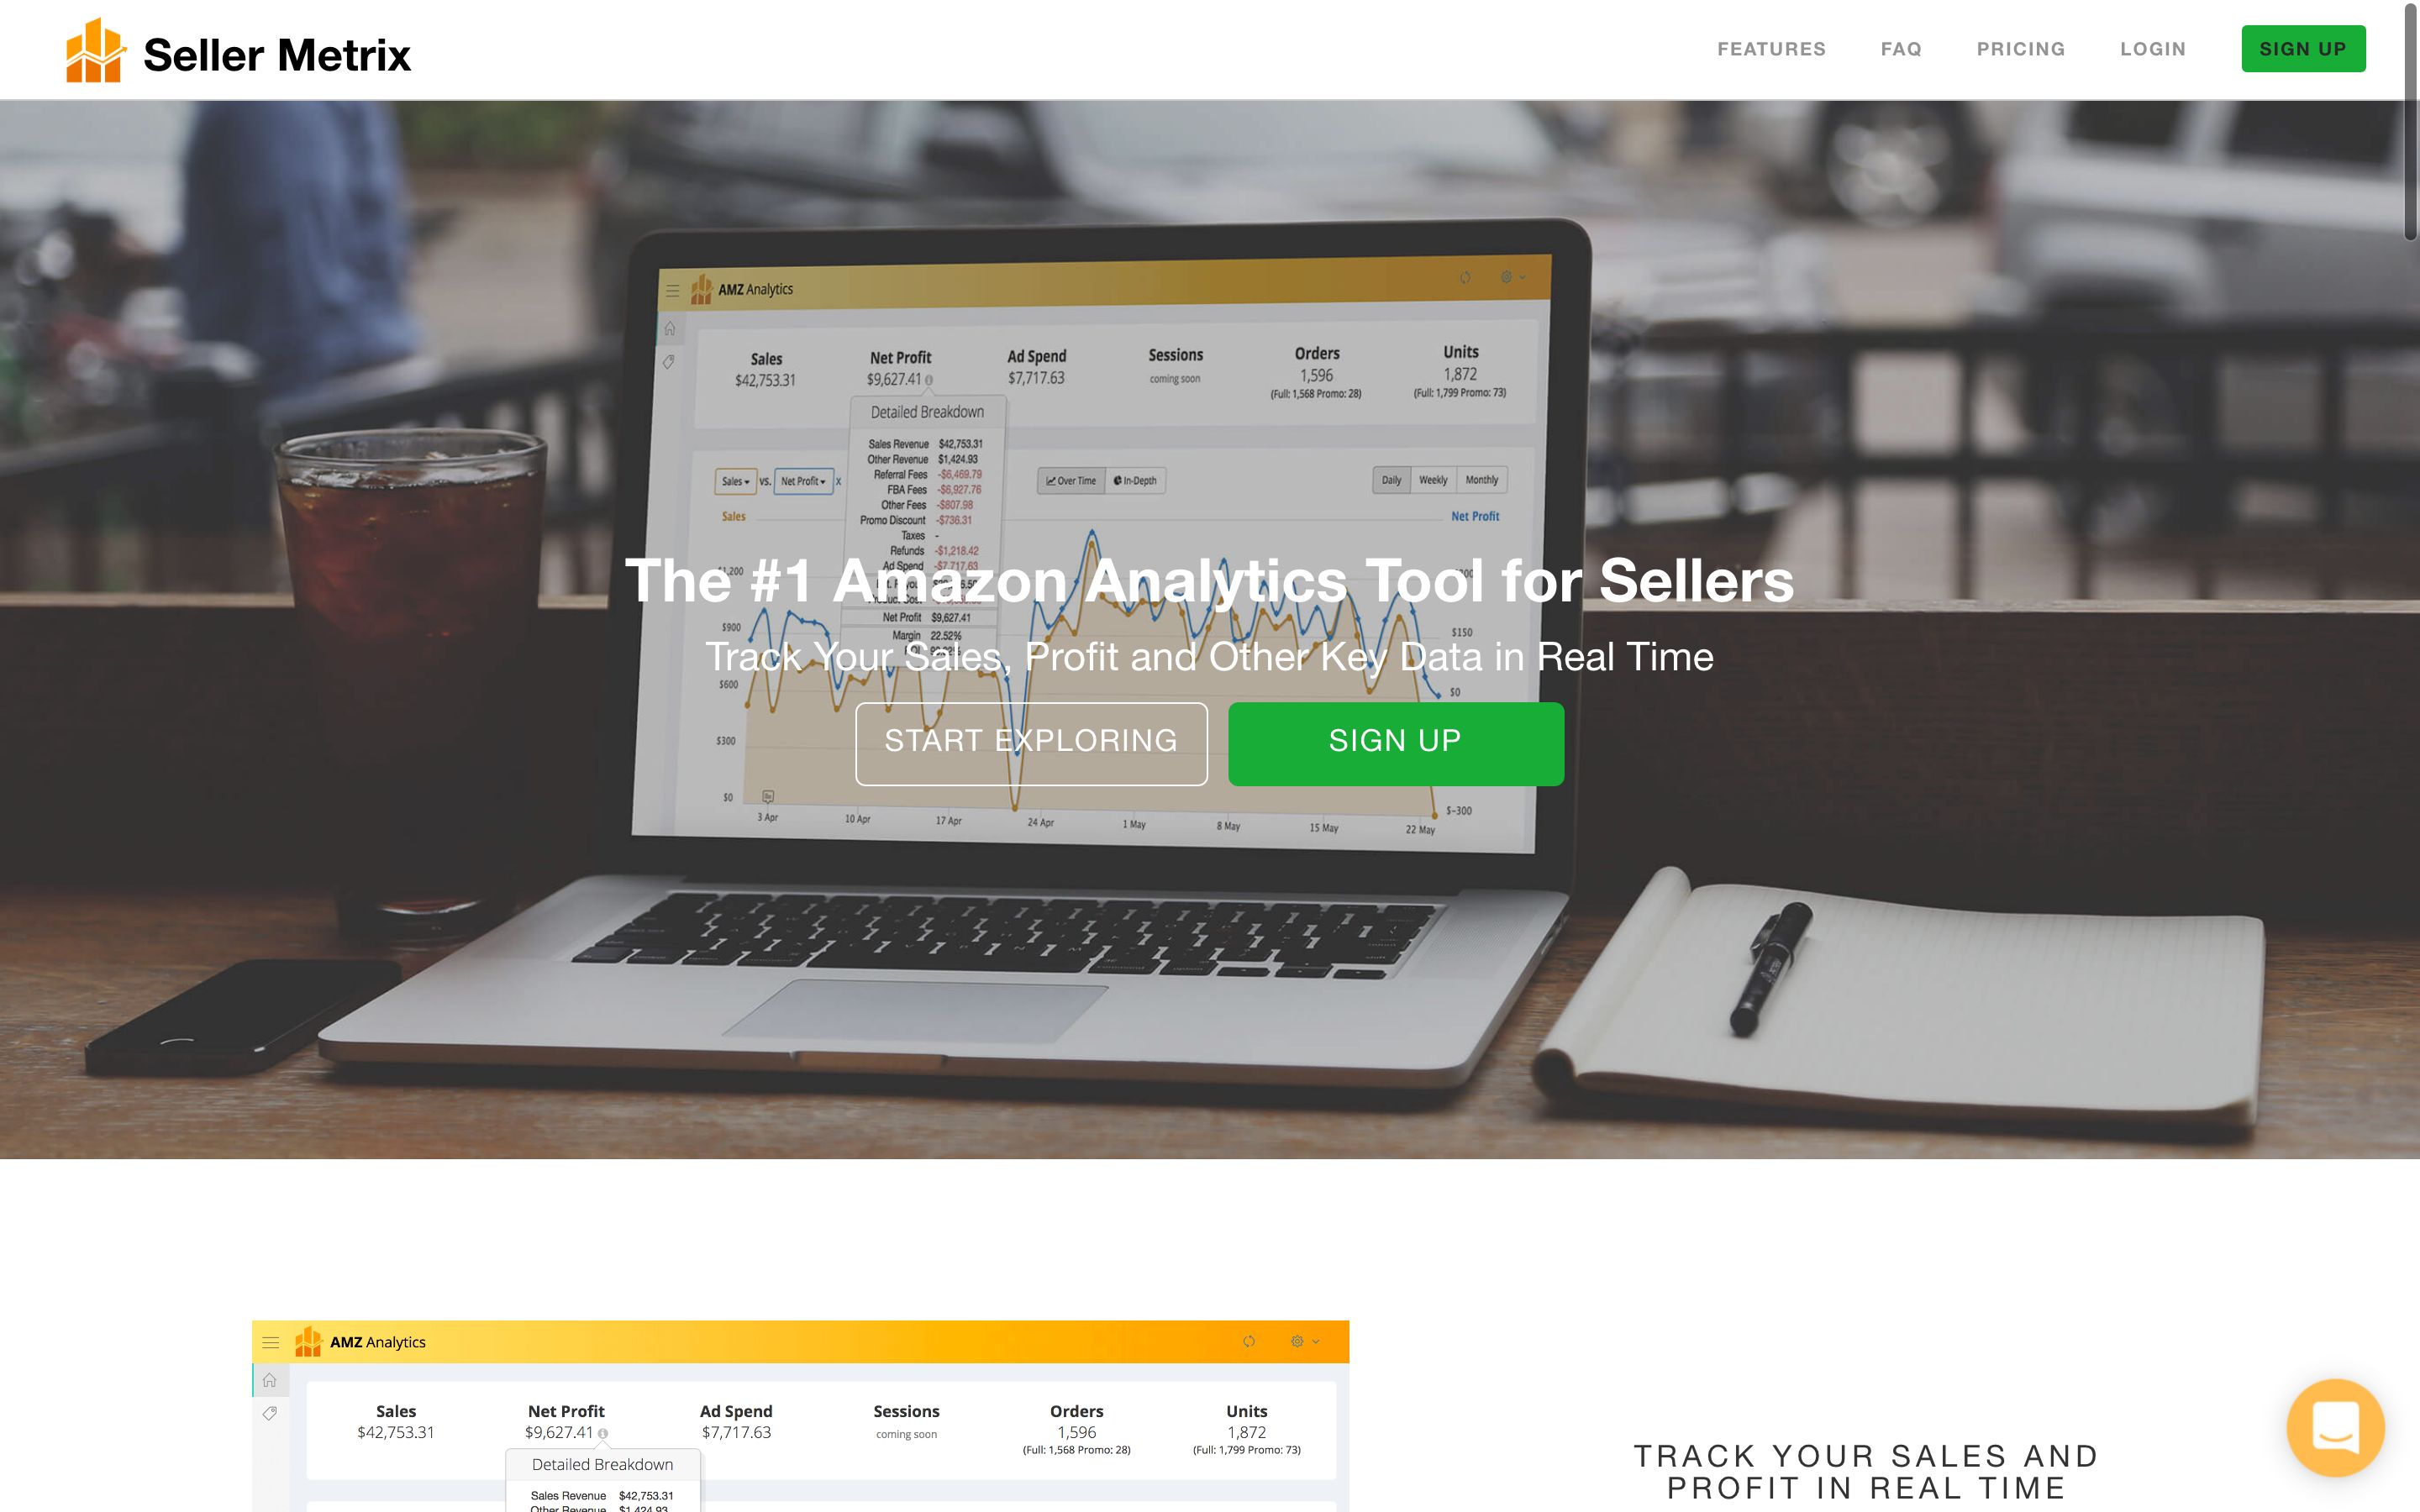 Seller Metrix
FEATURES FAQ PRICING LOGIN SIGN UP
AMZ Analytics
Sales Net Profit Ad Spend Sessions Orders Units
$42,753.31 $9,627.41 $7,717.63 coming soon 1,596 1,872
(Full: 1,568 Promo: 28) (Full: 1,799 Promo: 73)
Detailed Breakdown
Sales Revenue $42,753.31
Other Revenue $1,424.93
Referral Fees -$6,469.79
FBA Fees -$6,927.76
Other Fees -$807.98
Promo Discount -$736.31
Taxes -
Refunds -$1,218.42
Ad Spend -$7,717.63
Net Profit $9,627.41
Margin 22.52%
Sales vs. Net Profit x Over Time In-Depth Daily Weekly Monthly
Sales Net Profit
The #1 Amazon Analytics Tool for Sellers
$900 $150
Track Your Sales, Profit and Other Key Data in Real Time
$600 $0
START EXPLORING SIGN UP
$300
$0 $-300
3 Apr 10 Apr 17 Apr 24 Apr 1 May 8 May 15 May 22 May
AMZ Analytics
Sales Net Profit Ad Spend Sessions Orders Units
$42,753.31 $9,627.41 $7,717.63 coming soon 1,596 1,872
(Full: 1,568 Promo: 28) (Full: 1,799 Promo: 73)
Detailed Breakdown
Sales Revenue $42,753.31
Other Revenue $1,424.93
TRACK YOUR SALES AND
PROFIT IN REAL TIME